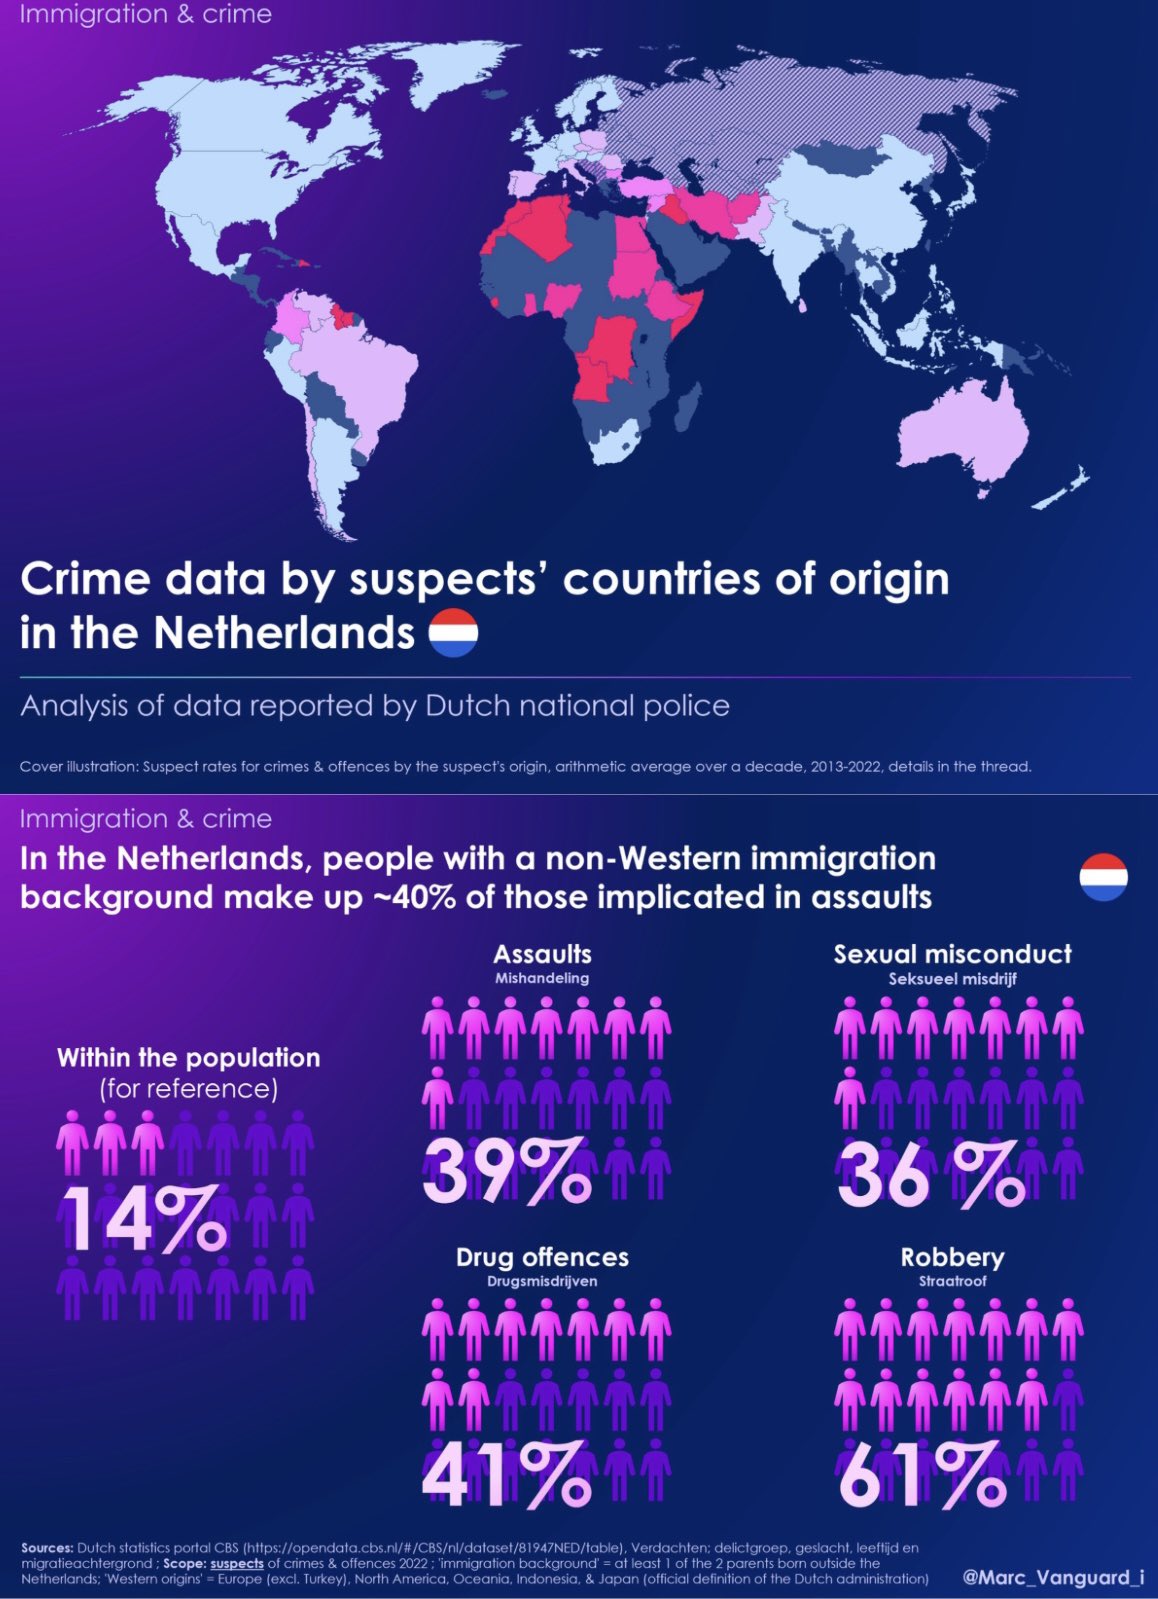 Immigration & crime
Crime data by suspects’ countries of origin
in the Netherlands
Analysis of data reported by Dutch national police
Cover illustration: Suspect rates for crimes & offences by the suspect's origin, arithmetic average over a decade, 2013-2022, details in the thread.
Immigration & crime
In the Netherlands, people with a non-Western immigration
background make up ~40% of those implicated in assaults
Within the population
(for reference)
14%
Assaults
Mishandeling
39%
Sexual misconduct
Seksueel misdrijf
36 %
Drug offences
Drugsmisdrijven
41%
Robbery
Straatroof
61%
Sources: Dutch statistics portal CBS (https://opendata.cbs.nl/#/CBS/nl/dataset/81947NED/table), Verdachten; delictgroep, geslacht, leeftijd en
migratieachtergrond ; Scope: suspects of crimes & offences 2022 ; 'immigration background' = at least 1 of the 2 parents born outside the
Netherlands; 'Western origins' = Europe (excl. Turkey), North America, Oceania, Indonesia, & Japan (official definition of the Dutch administration)
@Marc_Vanguard_i